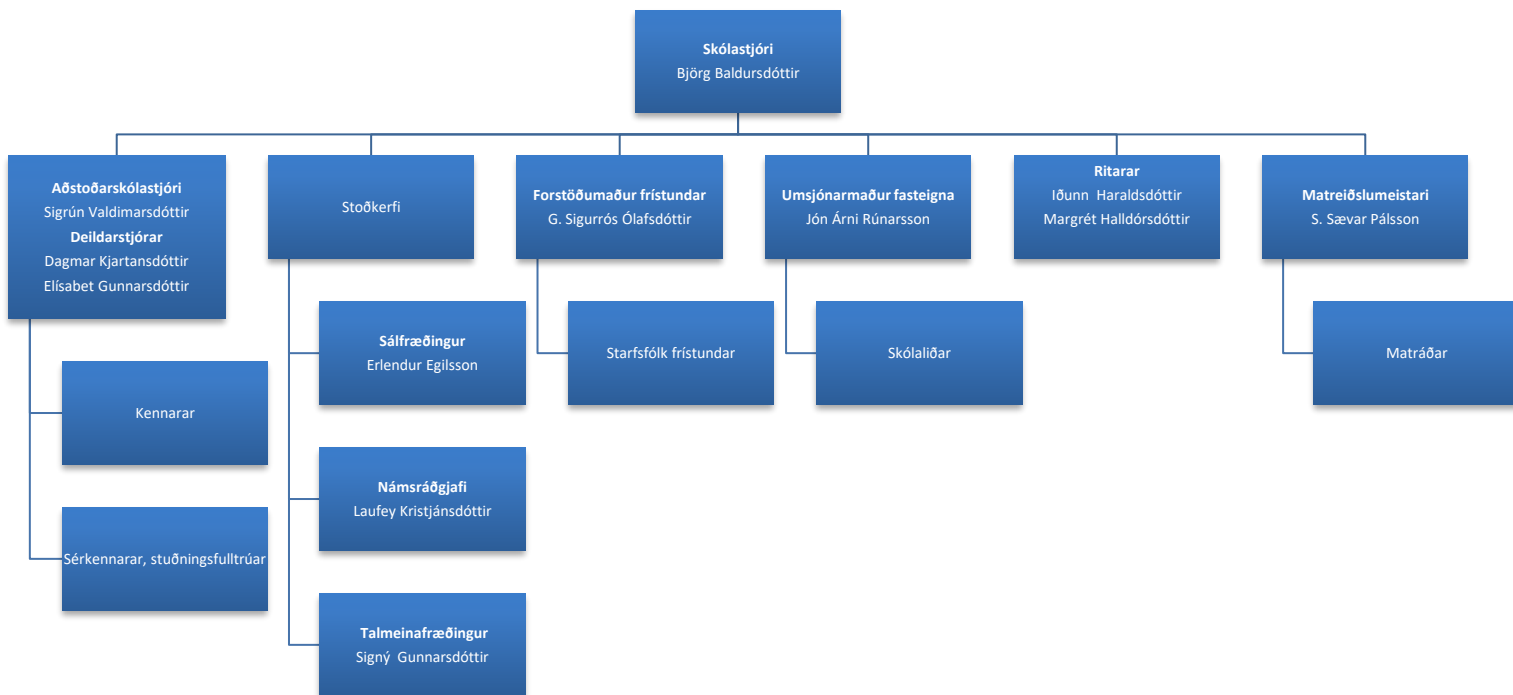 Skólastjóri
Björg Baldursdóttir
Aðstoðarskólastjóri
Sigrún Valdimarsdóttir
Deildarstjórar
Dagmar Kjartansdóttir
Elísabet Gunnarsdóttir
Kennarar
Sérkennarar, stuðningsfulltrúar
Stoðkerfi
Sálfræðingur
Erlendur Egilsson
Námsráðgjafi
Laufey Kristjánsdóttir
Talmeinafræðingur
Signý Gunnarsdóttir
Forstöðumaður frístundar
G. Sigurrós Ólafsdóttir
Starfsfólk frístundar
Umsjónarmaður fasteigna
Jón Árni Rúnarsson
Skólaliðar
Ritarar
Iðunn Haraldsdóttir
Margrét Halldórsdóttir
Matreiðslumeistari
S. Sævar Pálsson
Matráðar